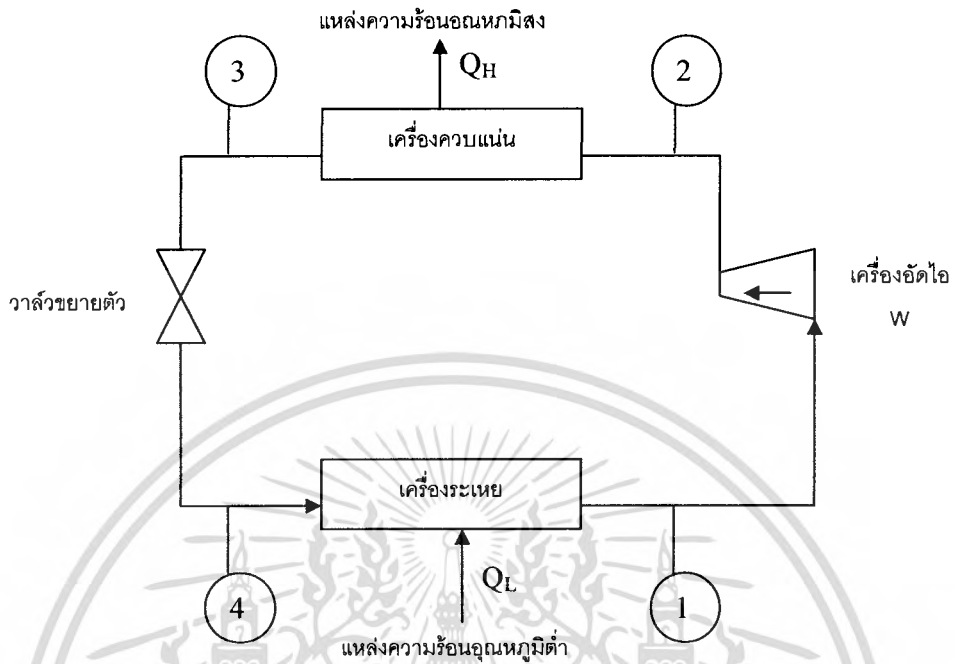 แหล่งความร้อนอณหภมิสง
3
QH
2
เครื่องควบแน่น
วาล์วขยายตัว
เครื่องอัดไอ
W
เครื่องระเหย
4
QL
1
แหล่งความร้อนอุณหภูมิต่ำ